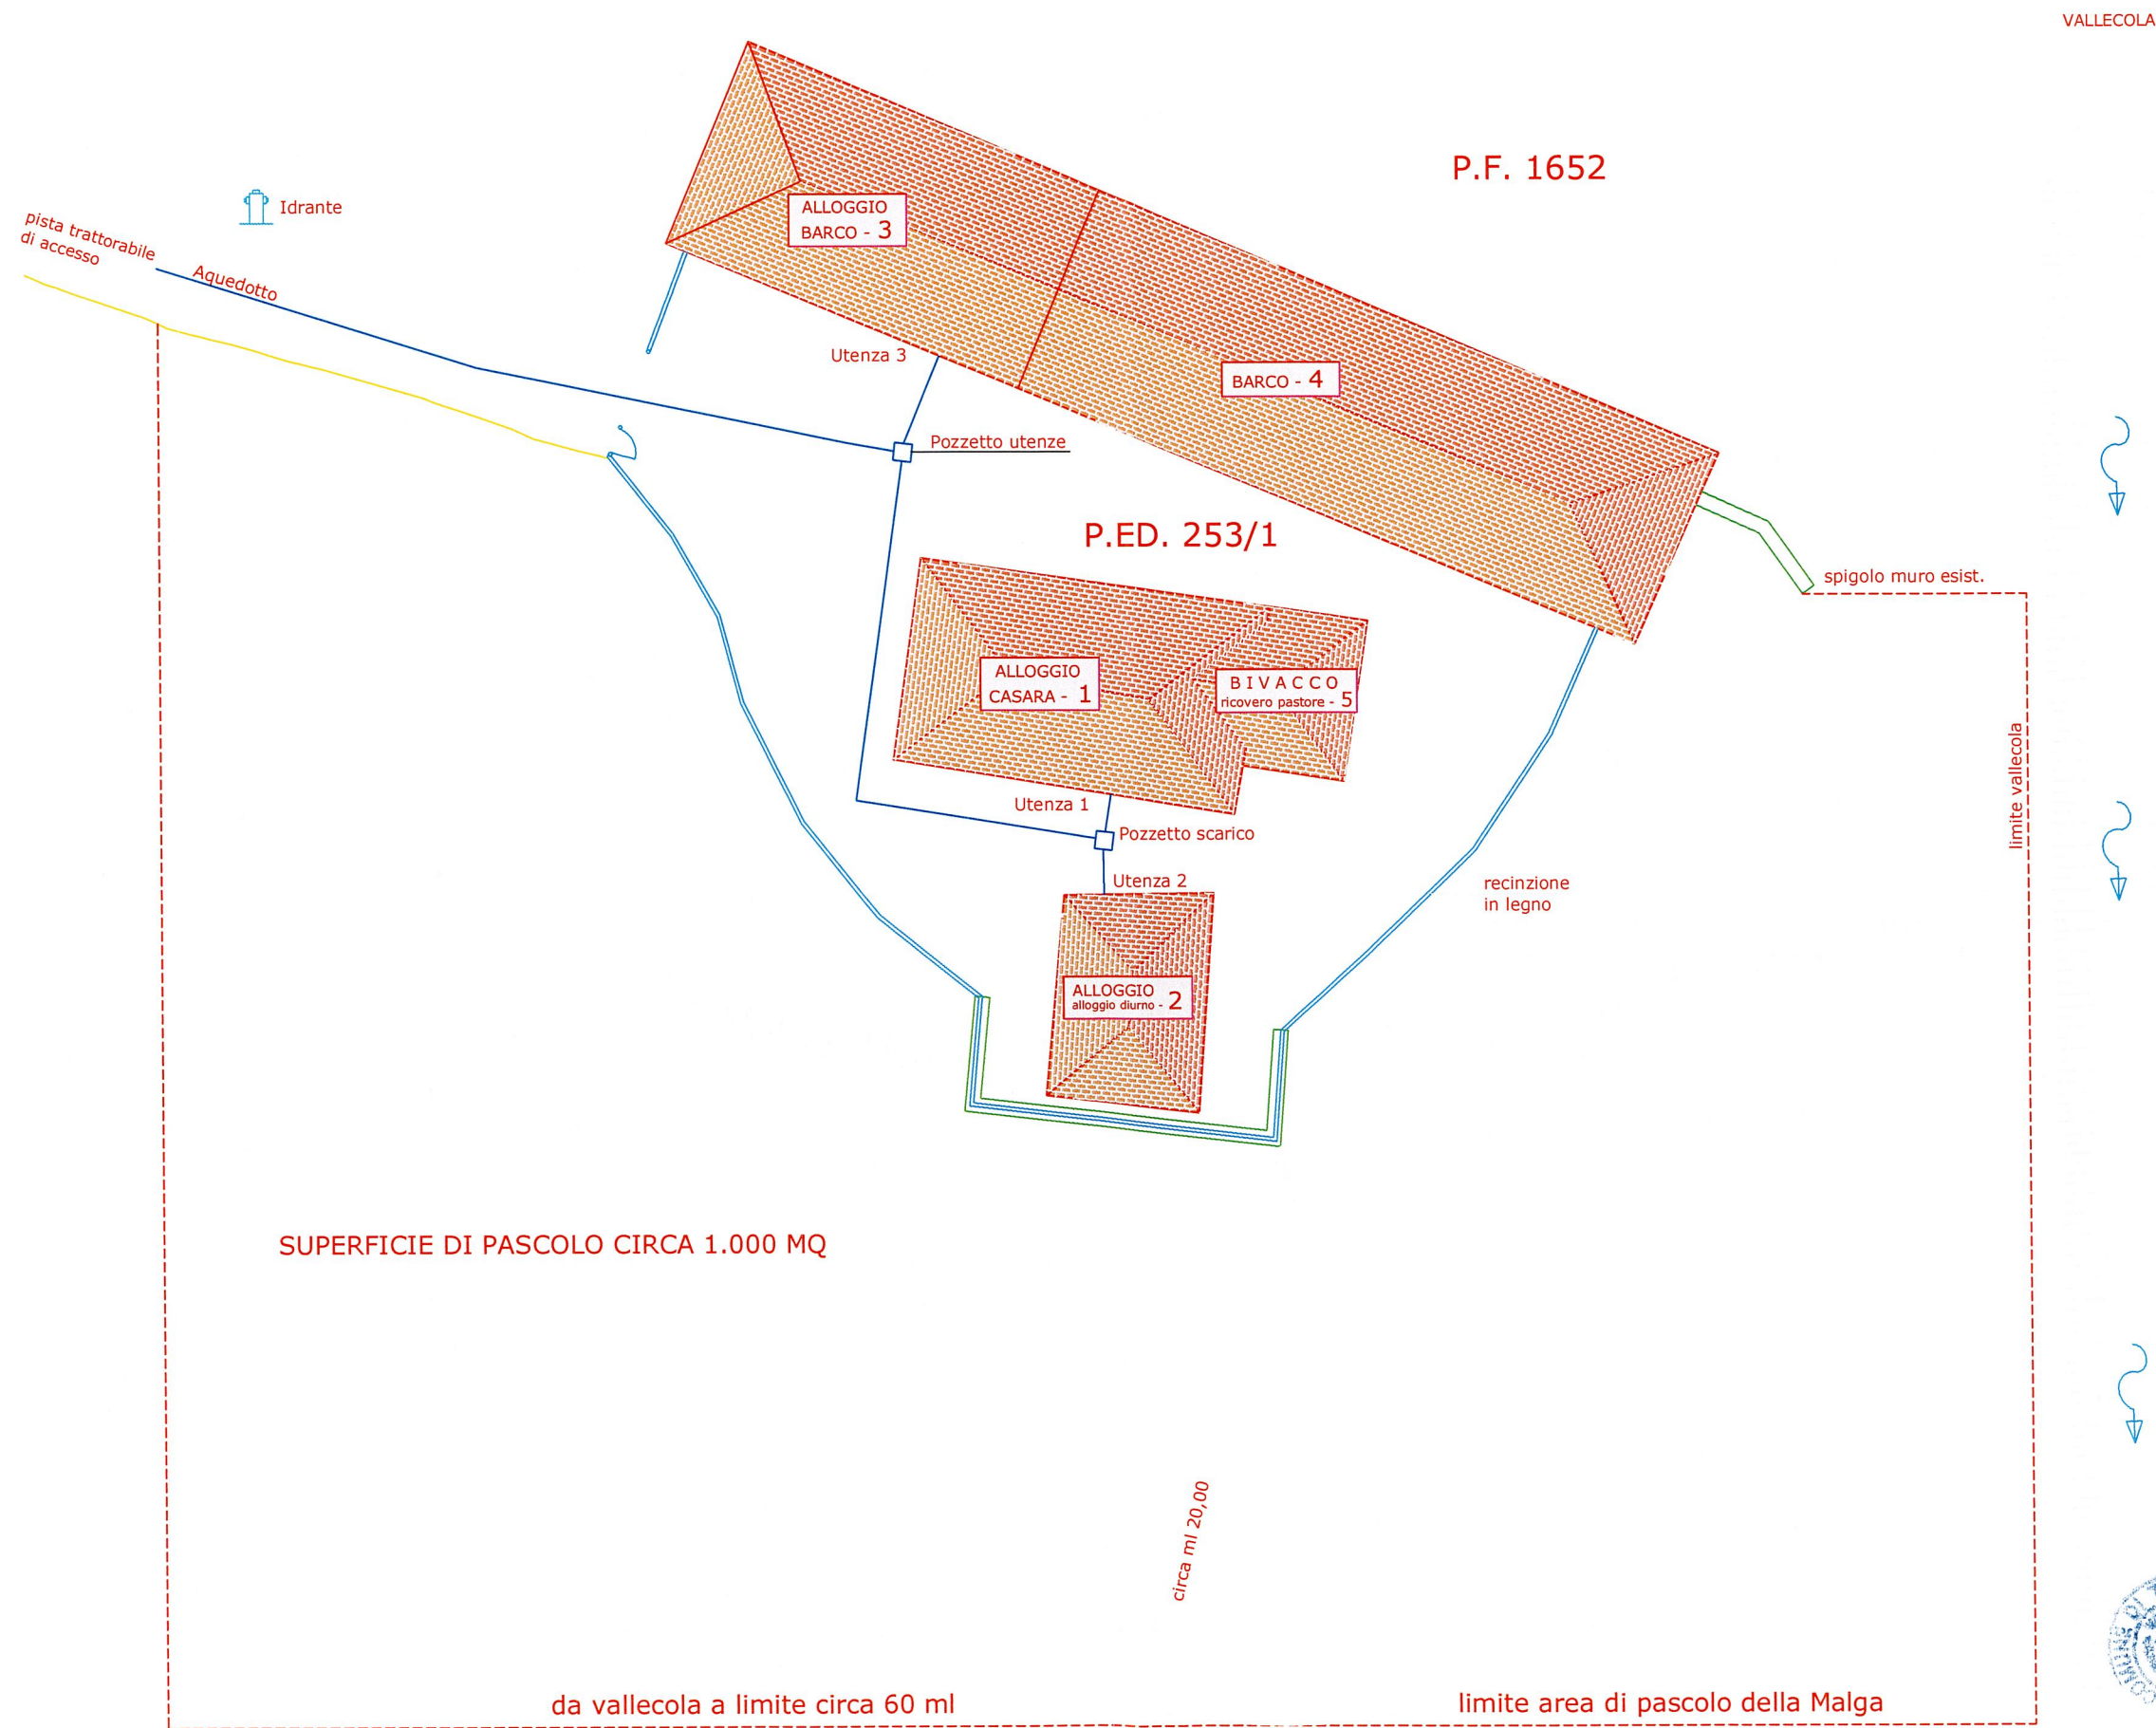 VALLECOLA
P.F. 1652
Idrante
pista trattorabile
di accesso
Aquedotto
ALLOGGIO
BARCO - 3
Utenza 3
BARCO - 4
Pozzetto utenze
P.ED. 253/1
spigolo muro esist.
ALLOGGIO
CASARA - 1
BIVACCO
ricovero pastore - 5
limite vallecola
Utenza 1
Pozzetto scarico
Utenza 2
recinzione
in legno
ALLOGGIO
alloggio diurno - 2
SUPERFICIE DI PASCOLO CIRCA 1.000 MQ
circa ml 20,00
COMUNE DI
da vallecola a limite circa 60 ml
limite area di pascolo della Malga